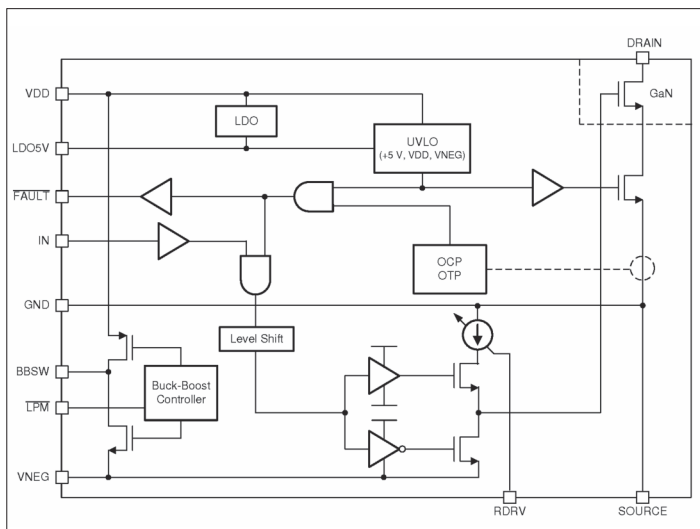 DRAIN
VDD
GaN
LDO
LDO5V
UVLO
(+5 V, VDD, VNEG)
FAULT
IN
OCP
OTP
GND
Level Shift
BBSW
Buck-Boost
Controller
LPM
VNEG
RDRV
SOURCE